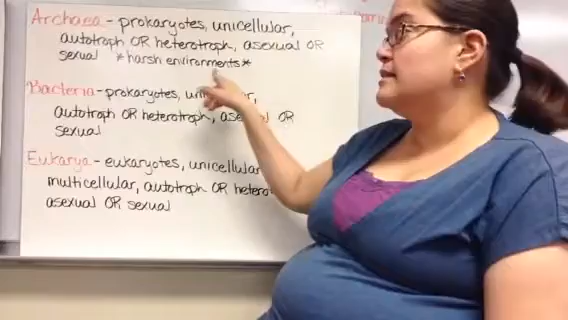 Archaea - prokaryotes, unicellular,
autotroph OR heterotroph, asexual OR
sexual *harsh environments*
Bacteria - prokaryotes,
autotroph OR heterotroph, OR
sexual
Eukarya - eukaryotes, unicellular
multicellular, autotroph OR
asexual OR sexual